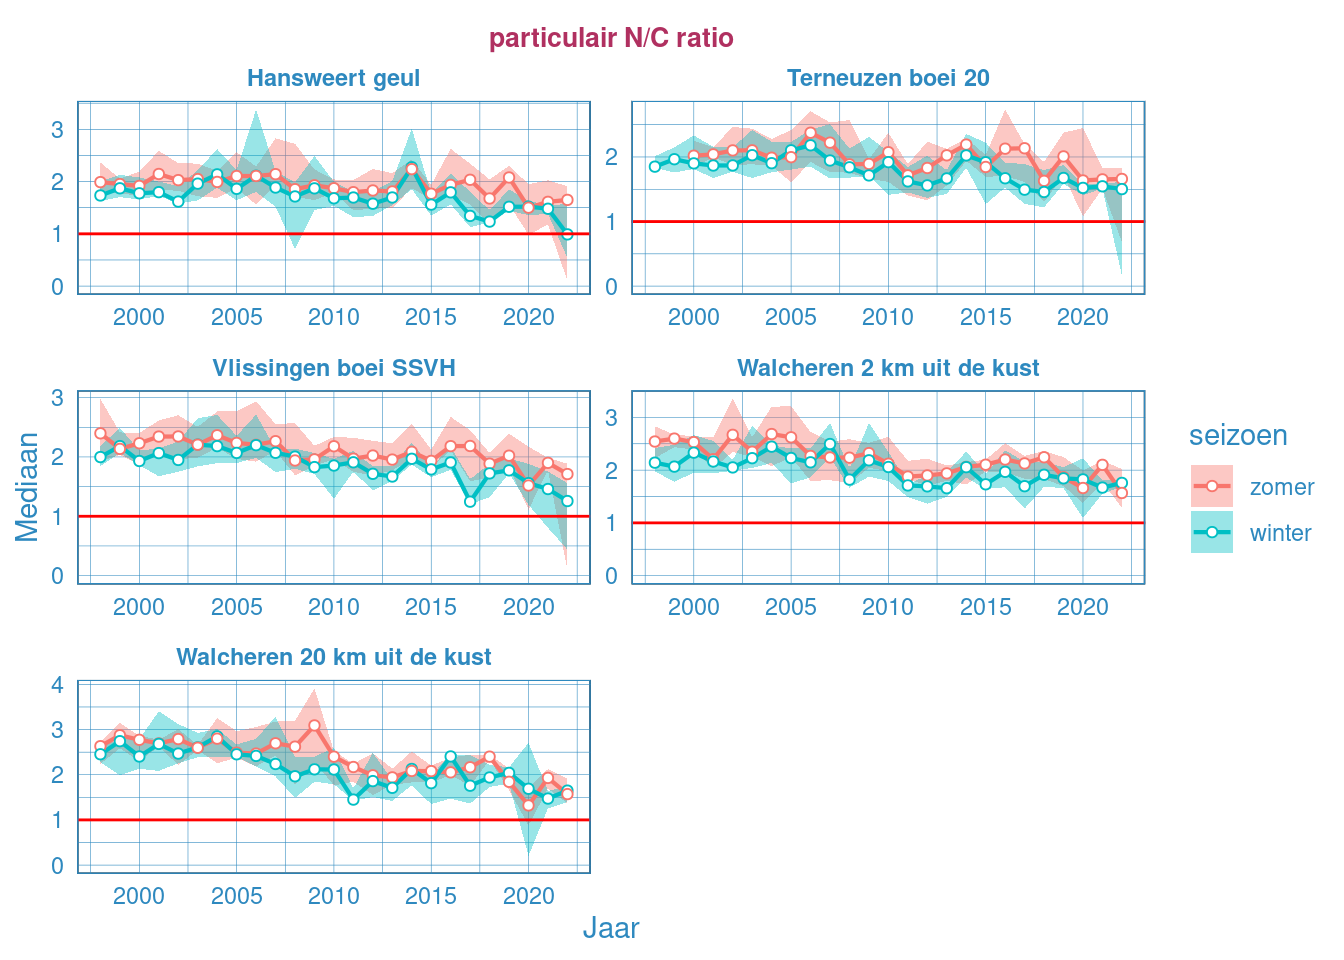 particulair N/C ratio
Hansweert geul
Terneuzen boei 20
3
2
1
0
2
1
0
2000 2005 2010 2015 2020
2000 2005 2010 2015 2020
Vlissingen boei SSVH
Walcheren 2 km uit de kust
3
2
1
0
3
2
1
0
2000 2005 2010 2015 2020
2000 2005 2010 2015 2020
Walcheren 20 km uit de kust
4
3
2
1
0
2000 2005 2010 2015 2020
Mediaan
Jaar
seizoen
zomer
winter